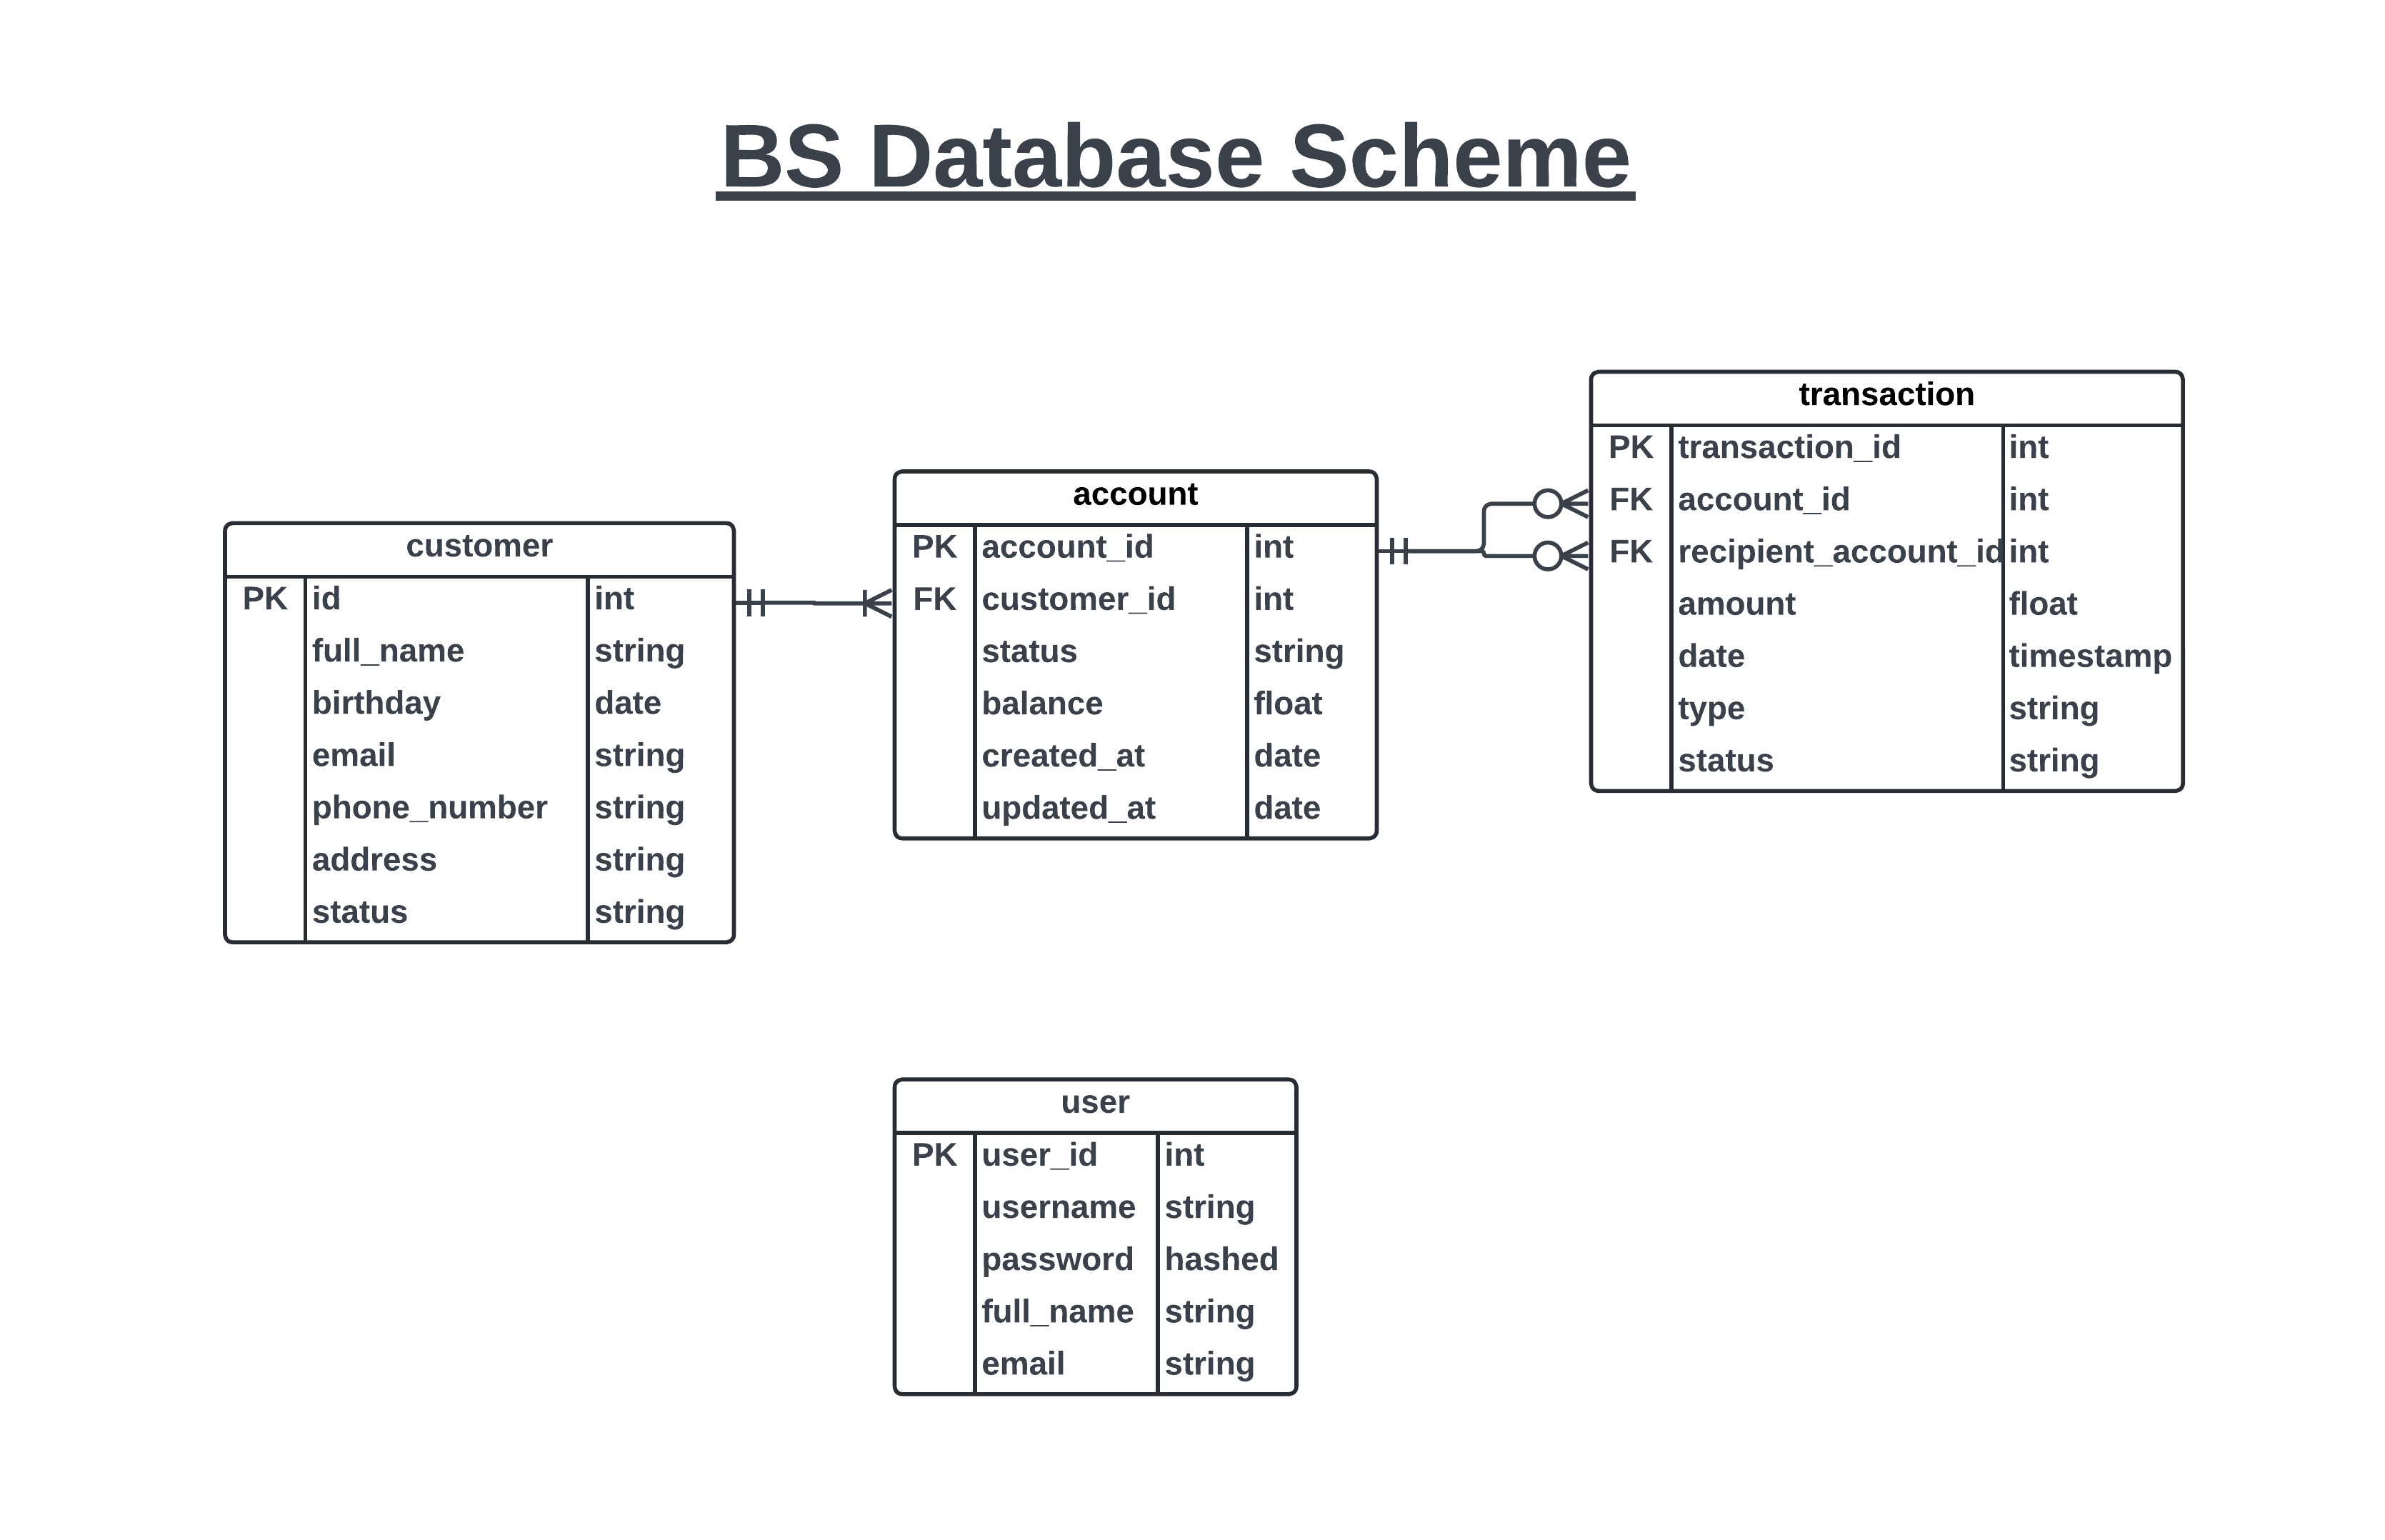 BS Database Scheme
customer
PK id int
full_name string
birthday date
email string
phone_number string
address string
status string
account
PK account_id int
FK customer_id int
status string
balance float
created_at date
updated_at date
transaction
PK transaction_id int
FK account_id int
FK recipient_account_id int
amount float
date timestamp
type string
status string
user
PK user_id int
username string
password hashed
full_name string
email string